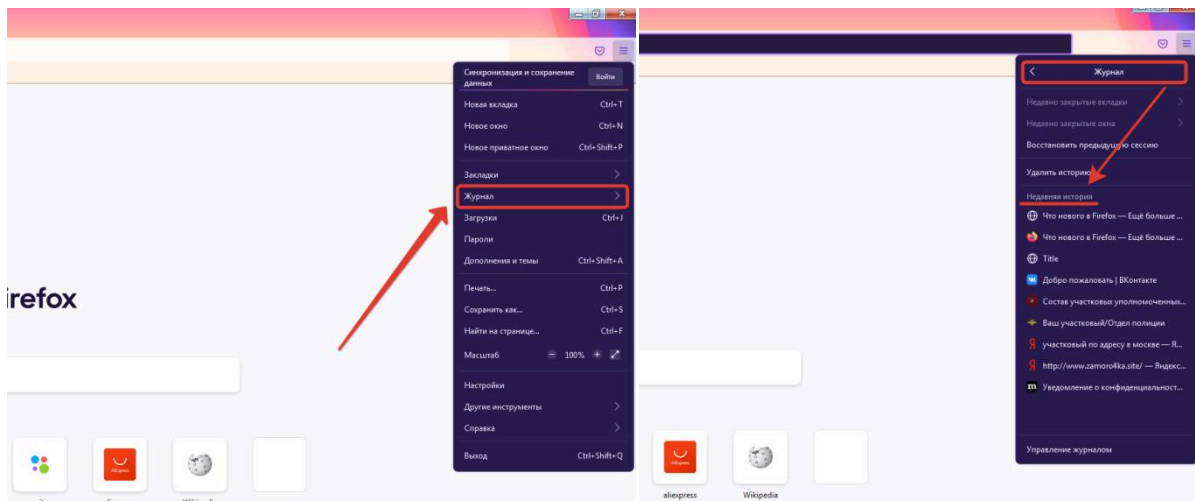 Синхронизация и сохранение
данных
Войти
Новая вкладка Ctrl+T
Новое окно Ctrl+N
Новое приватное окно Ctrl+Shift+P
Закладки
Журнал
Загрузки Ctrl+J
Пароли
Дополнения и темы Ctrl+Shift+A
Печать... Ctrl+P
Сохранить как... Ctrl+S
Найти на странице... Ctrl+F
Масштаб 100%
Настройки
Другие инструменты
Справка
Выход Ctrl+Shift+Q
irefox
AliExpress
Журнал
Недавно закрытые вкладки
Недавно закрытые окна
Восстановить предыдущую сессию
Удалить историю
Недавняя история
Что нового в Firefox — Ещё больше ...
Что нового в Firefox — Ещё больше ...
Title
Добро пожаловать | ВКонтакте
Состав участковых уполномоченных...
Ваш участковый/Отдел полиции
участковый по адресу в москве — Я...
http://www.zamoro4ka.site/ — Яндекс...
Уведомление о конфиденциальност...
Управление журналом
AliExpress
aliexpress
Wikipedia